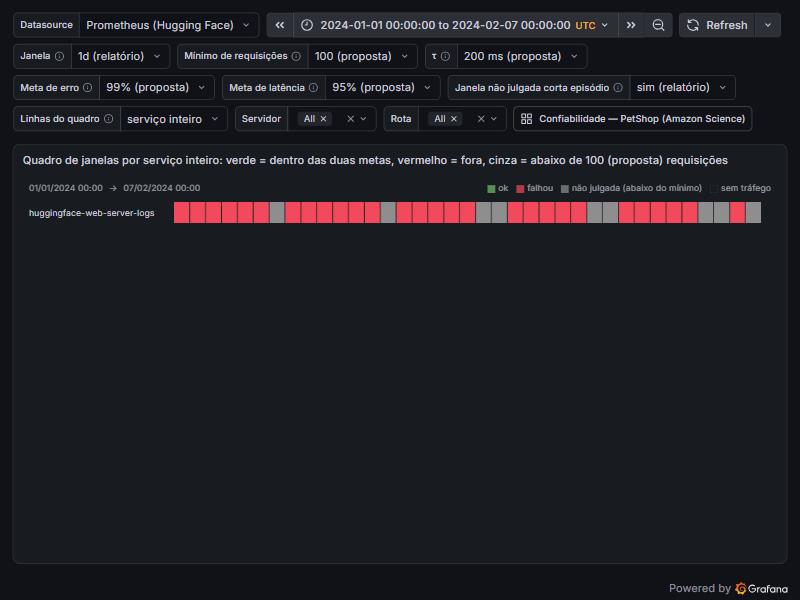 Datasource Prometheus (Hugging Face) 2024-01-01 00:00:00 to 2024-02-07 00:00:00 UTC Refresh
Janela 1d (relatório) Mínimo de requisições 100 (proposta) τ 200 ms (proposta)
Meta de erro 99% (proposta) Meta de latência 95% (proposta) Janela não julgada corta episódio sim (relatório)
Linhas do quadro serviço inteiro Servidor All Rota All Confiabilidade — PetShop (Amazon Science)
Quadro de janelas por serviço inteiro: verde = dentro das duas metas, vermelho = fora, cinza = abaixo de 100 (proposta) requisições
01/01/2024 00:00 → 07/02/2024 00:00 ok falhou não julgada (abaixo do mínimo) sem tráfego
huggingface-web-server-logs
Powered by Grafana